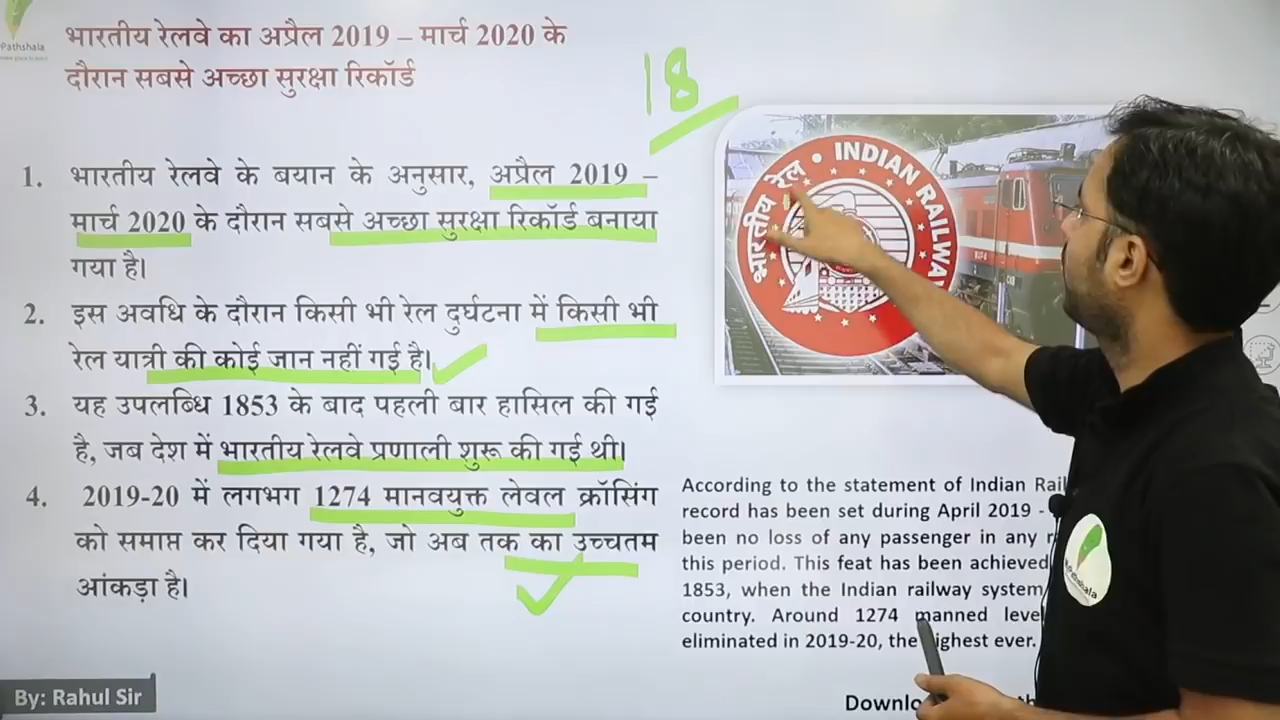 Pathshala
भारतीय रेलवे का अप्रैल 2019 – मार्च 2020 के
दौरान सबसे अच्छा सुरक्षा रिकॉर्ड
18
1. भारतीय रेलवे के बयान के अनुसार, अप्रैल 2019 –
मार्च 2020 के दौरान सबसे अच्छा सुरक्षा रिकॉर्ड बनाया
गया है।
2. इस अवधि के दौरान किसी भी रेल दुर्घटना में किसी भी
रेल यात्री की कोई जान नहीं गई है।
3. यह उपलब्धि 1853 के बाद पहली बार हासिल की गई
है, जब देश में भारतीय रेलवे प्रणाली शुरू की गई थी।
4. 2019-20 में लगभग 1274 मानवयुक्त लेवल क्रॉसिंग
को समाप्त कर दिया गया है, जो अब तक का उच्चतम
आंकड़ा है।
भारतीय रेल • INDIAN RAILWA
According to the statement of Indian Rail
record has been set during April 2019 -
been no loss of any passenger in any
this period. This feat has been achieved
1853, when the Indian railway system
country. Around 1274 manned leve
eliminated in 2019-20, the highest ever.
Pathshala
By: Rahul Sir
Downlo